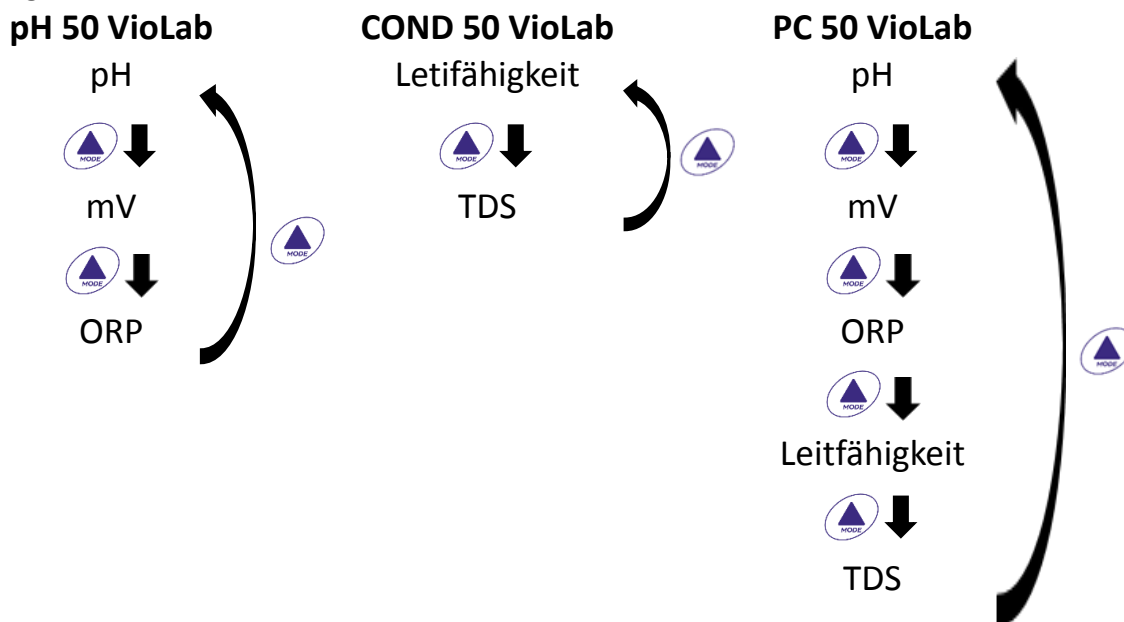 pH 50 VioLab
pH
MODE
mV
MODE
ORP
MODE
COND 50 VioLab
Letifähigkeit
MODE
TDS
MODE
PC 50 VioLab
pH
MODE
mV
MODE
ORP
MODE
Leitfähigkeit
MODE
TDS
MODE